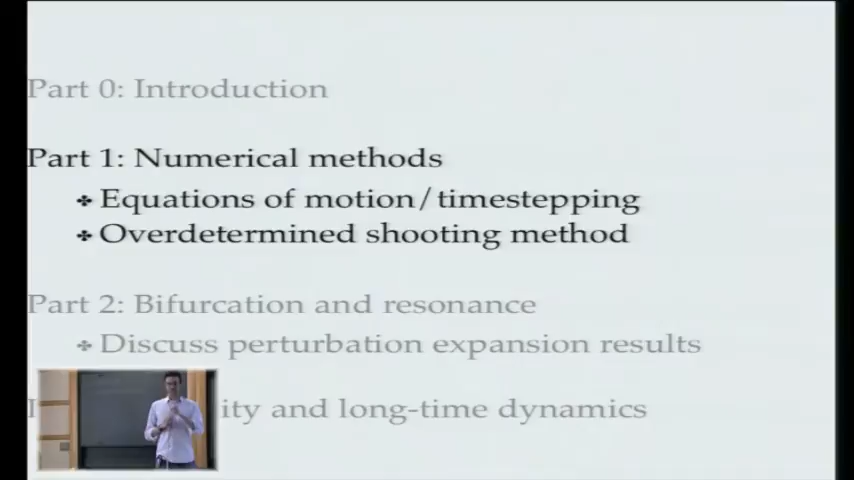 Part 0: Introduction
Part 1: Numerical methods
✤ Equations of motion/timestepping
✤ Overdetermined shooting method
Part 2: Bifurcation and resonance
✤ Discuss perturbation expansion results
and long-time dynamics